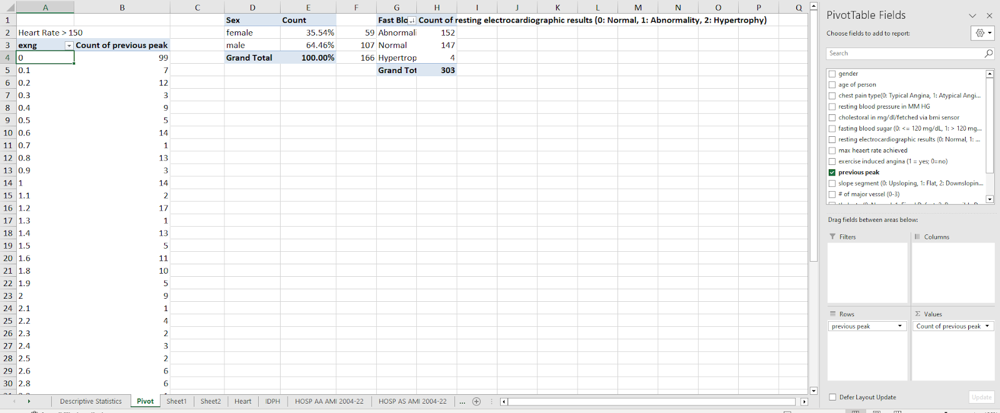 A B C D E F G H I J K L M N O P Q
1 Sex Count Fast Blo Count of resting electrocardiographic results (0: Normal, 1: Abnormality, 2: Hypertrophy)
2 Heart Rate > 150 female 35.54% 59 Abnormali 152
3 exng Count of previous peak male 64.46% 107 Normal 147
4 0 99 Grand Total 100.00% 166 Hypertrop 4
5 0.1 7 Grand Tot 303
6 0.2 12
7 0.3 3
8 0.4 9
9 0.5 5
10 0.6 14
11 0.7 1
12 0.8 13
13 0.9 3
14 1 14
15 1.1 2
16 1.2 17
17 1.3 1
18 1.4 13
19 1.5 5
20 1.6 11
21 1.8 10
22 1.9 5
23 2 9
24 2.1 1
25 2.2 4
26 2.3 2
27 2.4 3
28 2.5 2
29 2.6 6
30 2.8 6
Descriptive Statistics Pivot Sheet1 Sheet2 Heart IDPH HOSP AA AMI 2004-22 HOSP AS AMI 2004-22 ...
PivotTable Fields
Choose fields to add to report:
Search
gender
age of person
chest pain type(0: Typical Angina, 1: Atypical Angi...
resting blood pressure in MM HG
cholestoral in mg/dl/fetched via bmi sensor
fasting blood sugar (0: <= 120 mg/dL, 1: > 120 mg...
resting electrocardiographic results (0: Normal, 1: ...
max heaert rate achieved
exercise induced angina (1 = yes; 0=no)
previous peak
slope segment (0: Upsloping, 1: Flat, 2: Downslopin...
# of major vessel (0-3)
Drag fields between areas below:
Filters Columns
Rows Σ Values
previous peak Count of previous peak
Defer Layout Update Update